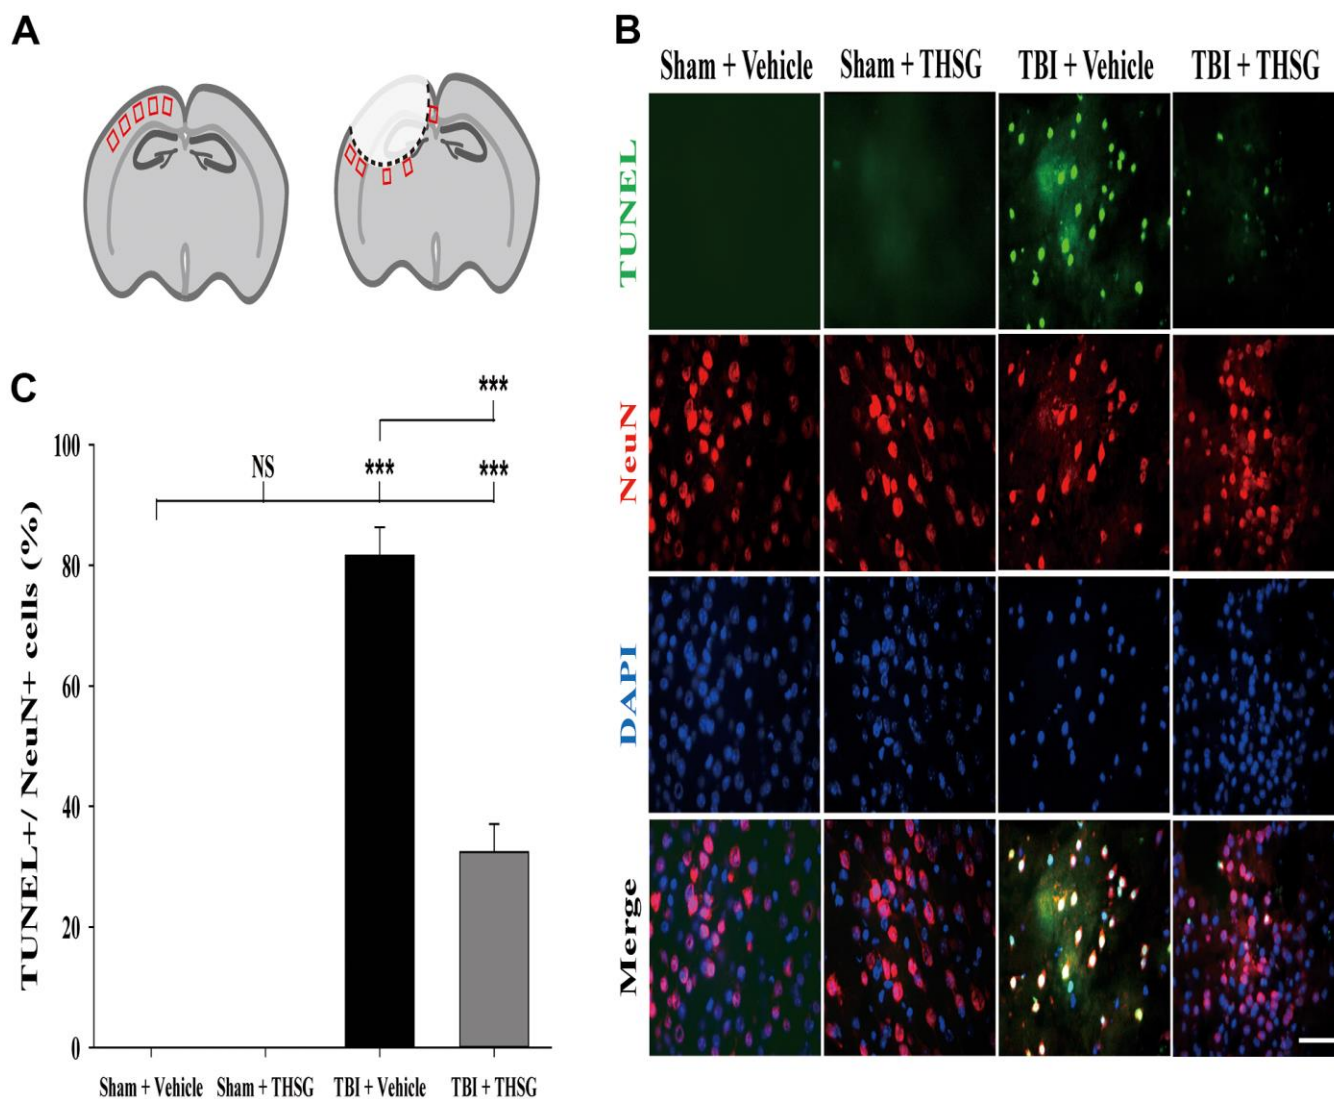 A
B
Sham + Vehicle Sham + THSG TBI + Vehicle TBI + THSG
TUNEL
NeuN
DAPI
Merge
C
***
NS *** ***
TUNEL+/ NeuN+ cells (%)
100
80
60
40
20
0
Sham + Vehicle Sham + THSG TBI + Vehicle TBI + THSG